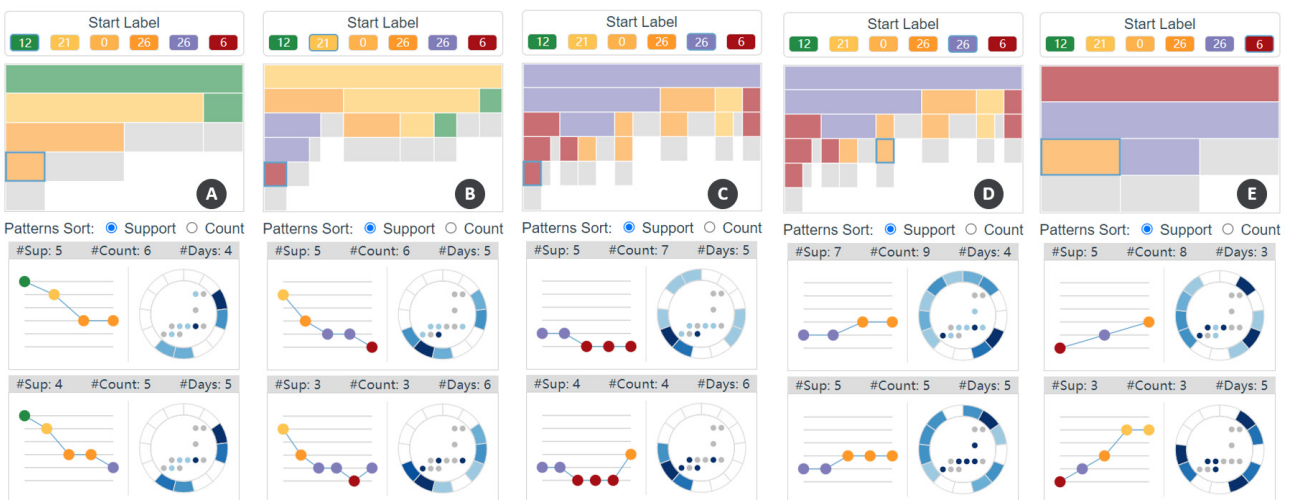 Start Label
12 21 0 26 26 6
A
Patterns Sort: Support Count
#Sup: 5 #Count: 6 #Days: 4
#Sup: 4 #Count: 5 #Days: 5
Start Label
12 21 0 26 26 6
B
Patterns Sort: Support Count
#Sup: 5 #Count: 6 #Days: 5
#Sup: 3 #Count: 3 #Days: 6
Start Label
12 21 0 26 26 6
C
Patterns Sort: Support Count
#Sup: 5 #Count: 7 #Days: 5
#Sup: 4 #Count: 4 #Days: 6
Start Label
12 21 0 26 26 6
D
Patterns Sort: Support Count
#Sup: 7 #Count: 9 #Days: 4
#Sup: 5 #Count: 5 #Days: 5
Start Label
12 21 0 26 26 6
E
Patterns Sort: Support Count
#Sup: 5 #Count: 8 #Days: 3
#Sup: 3 #Count: 3 #Days: 5